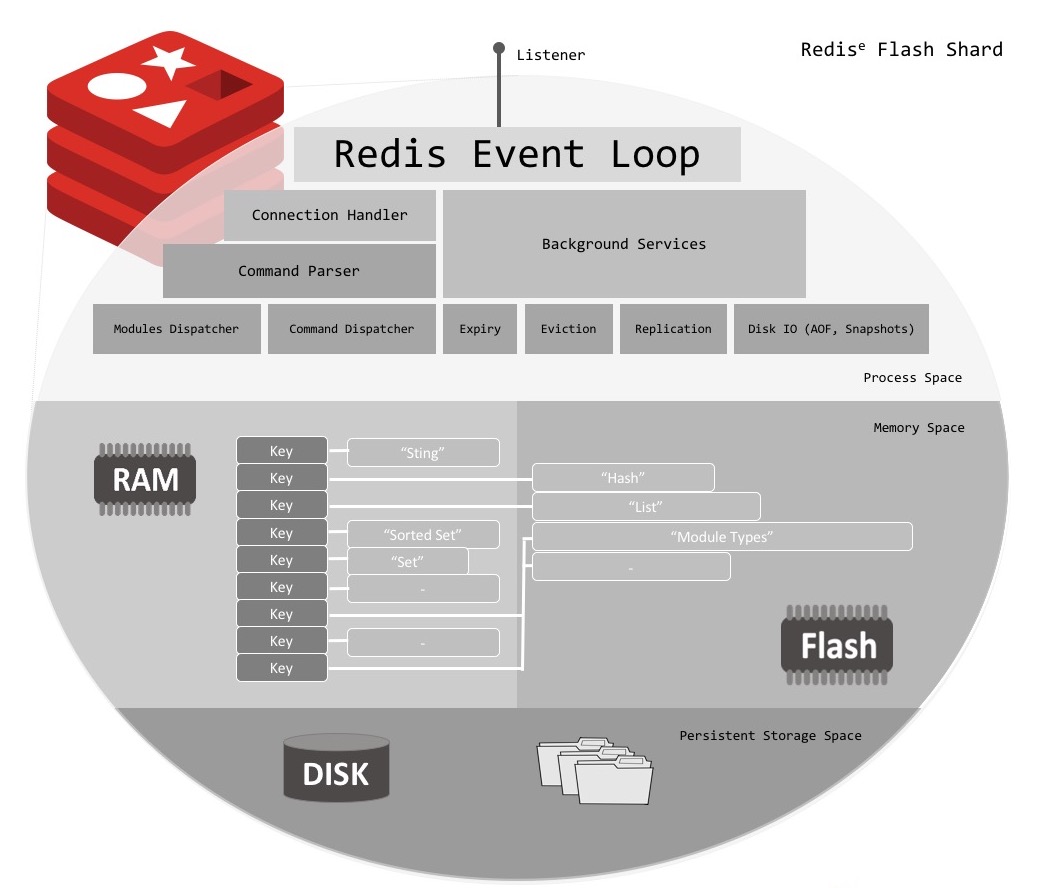 Listener
Redisᵉ Flash Shard
Redis Event Loop
Connection Handler
Background Services
Command Parser
Modules Dispatcher
Command Dispatcher
Expiry
Eviction
Replication
Disk IO (AOF, Snapshots)
Process Space
Memory Space
RAM
Key
“Sting”
Key
“Hash”
Key
“List”
Key
“Sorted Set”
“Module Types”
Key
“Set”
-
Key
-
Key
Key
-
Key
Flash
Persistent Storage Space
DISK